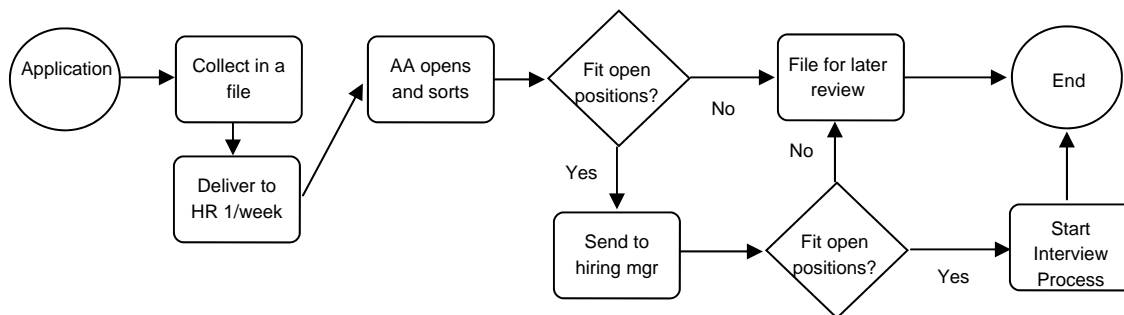 Application
Collect in a
file
Deliver to
HR 1/week
AA opens
and sorts
Fit open
positions?
No
Yes
File for later
review
End
Send to
hiring mgr
Fit open
positions?
No
Yes
Start
Interview
Process